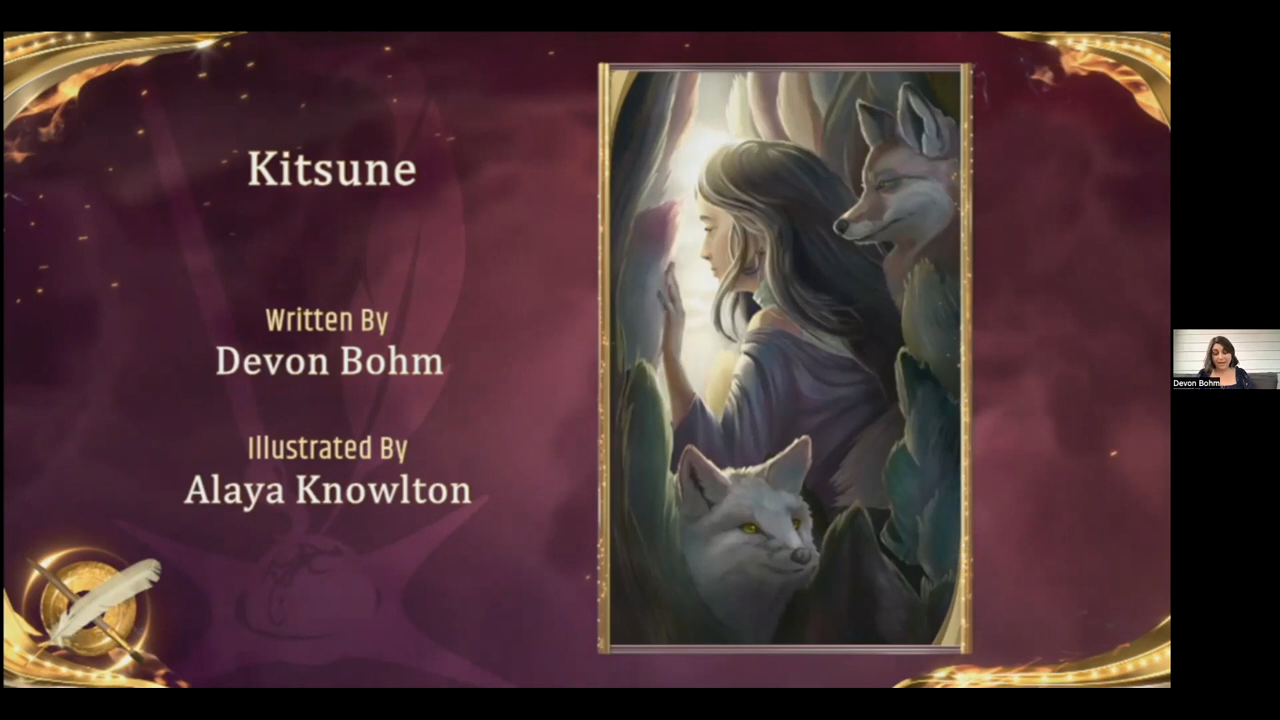 Kitsune
Written By
Devon Bohm
Illustrated By
Alaya Knowlton
Devon Bohm